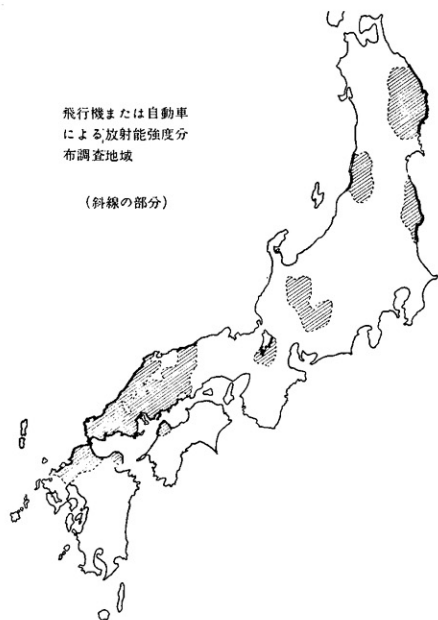 飛行機または自動車
による放射能強度分
布調査地域
(斜線の部分)